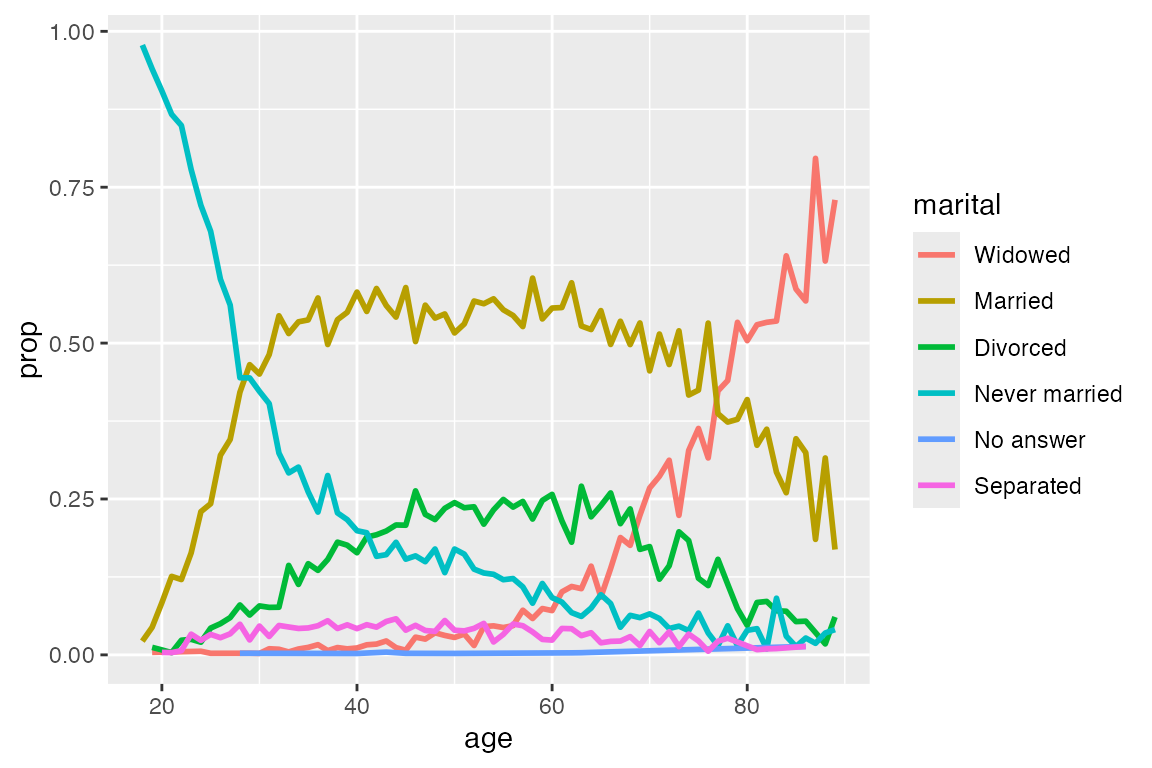 prop
1.00
0.75
0.50
0.25
0.00
20 40 60 80
age
marital
Widowed
Married
Divorced
Never married
No answer
Separated